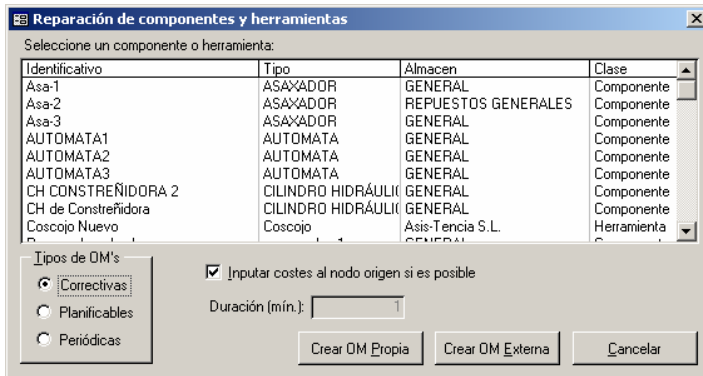 Reparación de componentes y herramientas
Seleccione un componente o herramienta:
Identificativo Tipo Almacen Clase
Asa-1 ASAXADOR GENERAL Componente
Asa-2 ASAXADOR REPUESTOS GENERALES Componente
Asa-3 ASAXADOR GENERAL Componente
AUTOMATA1 AUTOMATA GENERAL Componente
AUTOMATA2 AUTOMATA GENERAL Componente
AUTOMATA3 AUTOMATA GENERAL Componente
CH CONSTREÑIDORA 2 CILINDRO HIDRÁULI GENERAL Componente
CH de Constreñidora CILINDRO HIDRÁULI GENERAL Componente
Coscojo Nuevo Coscojo Asis-Tencia S.L. Herramienta
Tipos de OM's
Correctivas
Planificables
Periódicas
Inputar costes al nodo origen si es posible
Duración (mín.): 1
Crear OM Propia Crear OM Externa Cancelar